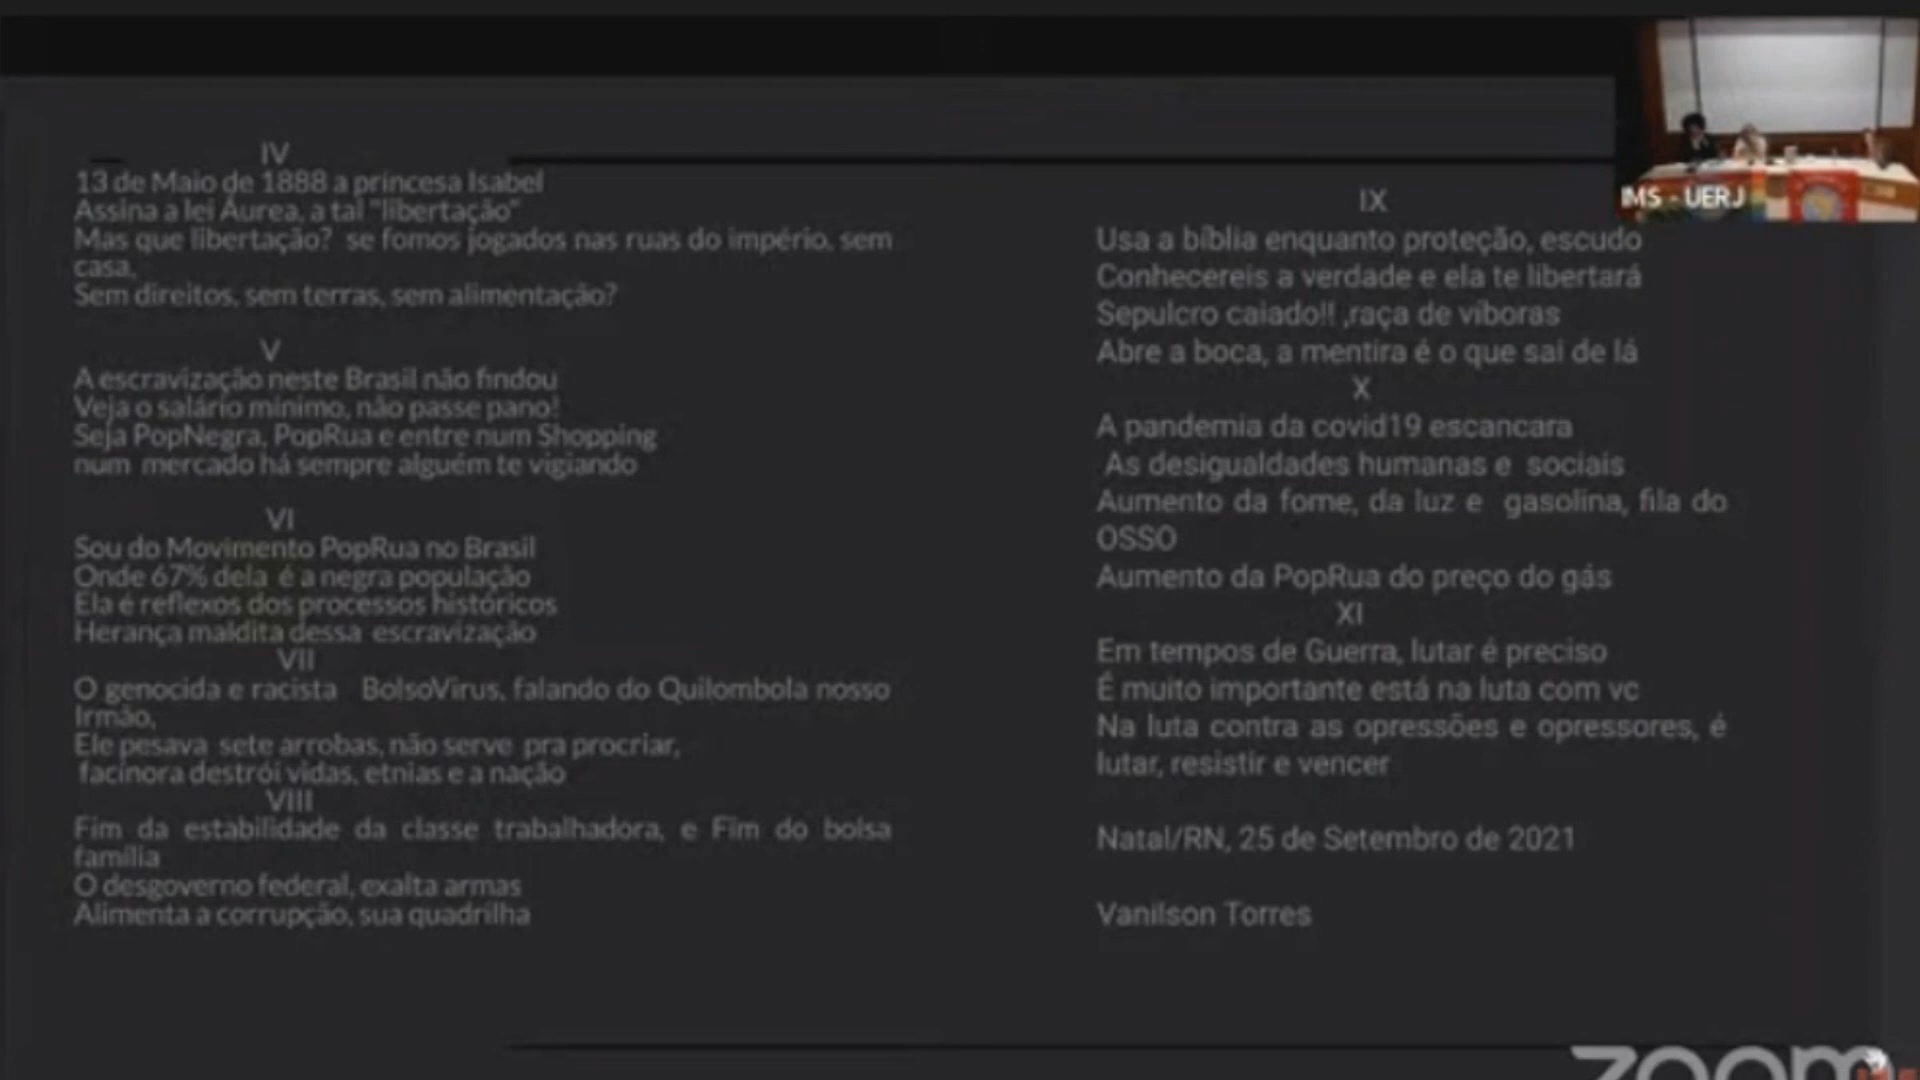 IV
13 de Maio de 1888 a princesa Isabel
Assina a lei Áurea, a tal "libertação"
Mas que libertação? se fomos jogados nas ruas do império, sem
casa,
Sem direitos, sem terras, sem alimentação?
V
A escravização neste Brasil não findou
Veja o salário mínimo, não passe pano!
Seja PopNegra, PopRua e entre num Shopping
num mercado há sempre alguém te vigiando
VI
Sou do Movimento PopRua no Brasil
Onde 67% dela é a negra população
Ela é reflexos dos processos históricos
Herança maldita dessa escravização
VII
O genocida e racista BolsoVirus, falando do Quilombola nosso
Irmão,
Ele pesava sete arrobas, não serve pra procriar,
facínora destrói vidas, etnias e a nação
VIII
Fim da estabilidade da classe trabalhadora, e Fim do bolsa
família
O desgoverno federal, exalta armas
Alimenta a corrupção, sua quadrilha
IX
Usa a bíblia enquanto proteção, escudo
Conhecereis a verdade e ela te libertará
Sepulcro caiado!! ,raça de víboras
Abre a boca, a mentira é o que sai de lá
X
A pandemia da covid19 escancara
As desigualdades humanas e sociais
Aumento da fome, da luz e gasolina, fila do
OSSO
Aumento da PopRua do preço do gás
XI
Em tempos de Guerra, lutar é preciso
É muito importante está na luta com vc
Na luta contra as opressões e opressores, é
lutar, resistir e vencer
Natal/RN, 25 de Setembro de 2021
Vanilson Torres
IMS - UERJ
zoom